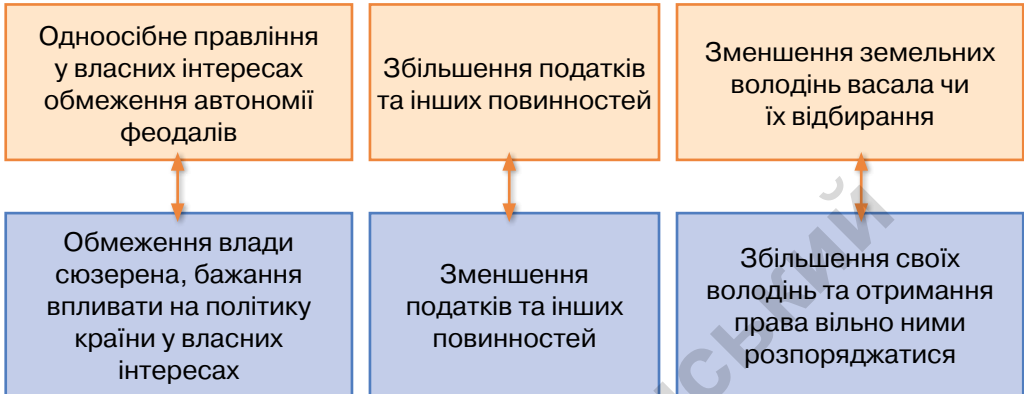 Одноосібне правління
у власних інтересах
обмеження автономії
феодалів
Збільшення податків
та інших повинностей
Зменшення земельних
володінь васала чи
їх відбирання
Обмеження влади
сюзерена, бажання
впливати на політику
країни у власних
інтересах
Зменшення
податків та інших
повинностей
Збільшення своїх
володінь та отримання
права вільно ними
розпоряджатися